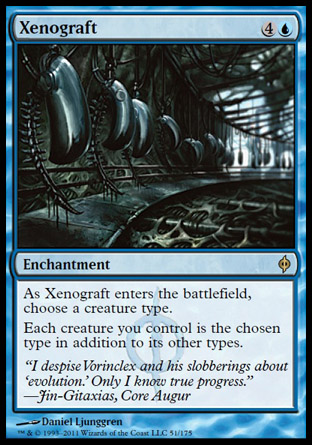 Xenograft 4
Enchantment
As Xenograft enters the battlefield,
choose a creature type.
Each creature you control is the chosen
type in addition to its other types.
“I despise Vorinclex and his slobberings about
‘evolution.’ Only I know true progress.”
—Jin-Gitaxias, Core Augur
Daniel Ljunggren
™ & © 1993–2011 Wizards of the Coast LLC 51/175